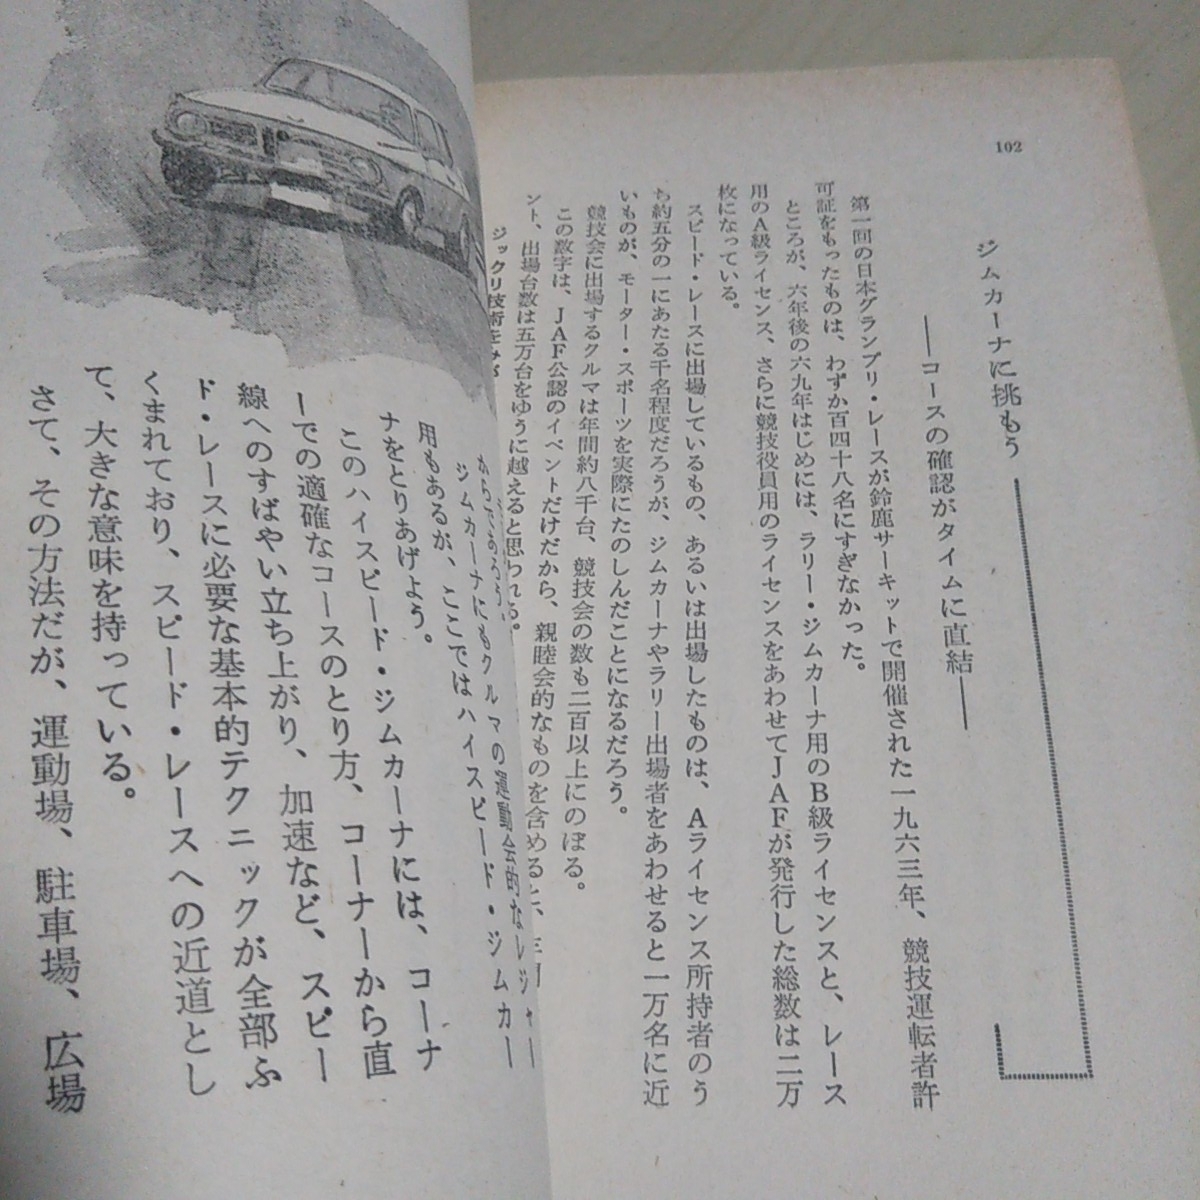 102
ジムカーナに挑もう
──コースの確認がタイムに直結──
第一回の日本グランプリ・レースが鈴鹿サーキットで開催された一九六三年、競技運転者許
可証をもったものは、わずか百四十八名にすぎなかった。
ところが、六年後の六九年はじめには、ラリー・ジムカーナ用のB級ライセンスと、レース
用のA級ライセンス、さらに競技役員用のライセンスをあわせてJAFが発行した総数は二万
枚になっている。
スピード・レースに出場しているもの、あるいは出場したものは、Aライセンス所持者のう
ち約五分の一にあたる千名程度だろうが、ジムカーナやラリー出場者をあわせると一万名に近
いものが、モーター・スポーツを実際にたのしんだことになるだろう。
競技会に出場するクルマは年間約八千台、競技会の数も二百以上にのぼる。
この数字は、JAF公認のイベントだけだから、親睦会的なものを含めると、年間
ント、出場台数は五万台をゆうに越えると思われる。
ジックリ技術をみが
からであろう。
ジムカーナにもクルマの運動会的なレジャー
用もあるが、ここではハイスピード・ジムカー
ナをとりあげよう。
このハイスピード・ジムカーナには、コーナ
ーでの適確なコースのとり方、コーナーから直
線へのすばやい立ち上がり、加速など、スピー
ド・レースに必要な基本的テクニックが全部ふ
くまれており、スピード・レースへの近道とし
て、大きな意味を持っている。
さて、その方法だが、運動場、駐車場、広場